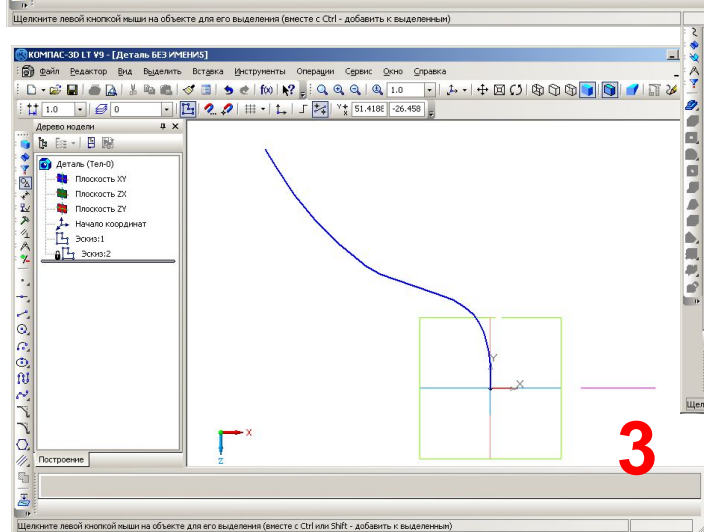 Щелкните левой кнопкой мыши на объекте для его выделения (вместе с Ctrl - добавить к выделенным)
КОМПАС-3D LT V9 - [Деталь БЕЗ ИМЕНИ5]
Файл Редактор Вид Выделить Вставка Инструменты Операции Сервис Окно Справка
1.0
1.0 0 51.418€ -26.458
Дерево модели
Деталь (Тел-0)
Плоскость XY
Плоскость ZX
Плоскость ZY
Начало координат
Эскиз:1
Эскиз:2
Y
X
X
Z
3
Построение
Щел
Щелкните левой кнопкой мыши на объекте для его выделения (вместе с Ctrl или Shift - добавить к выделенным)